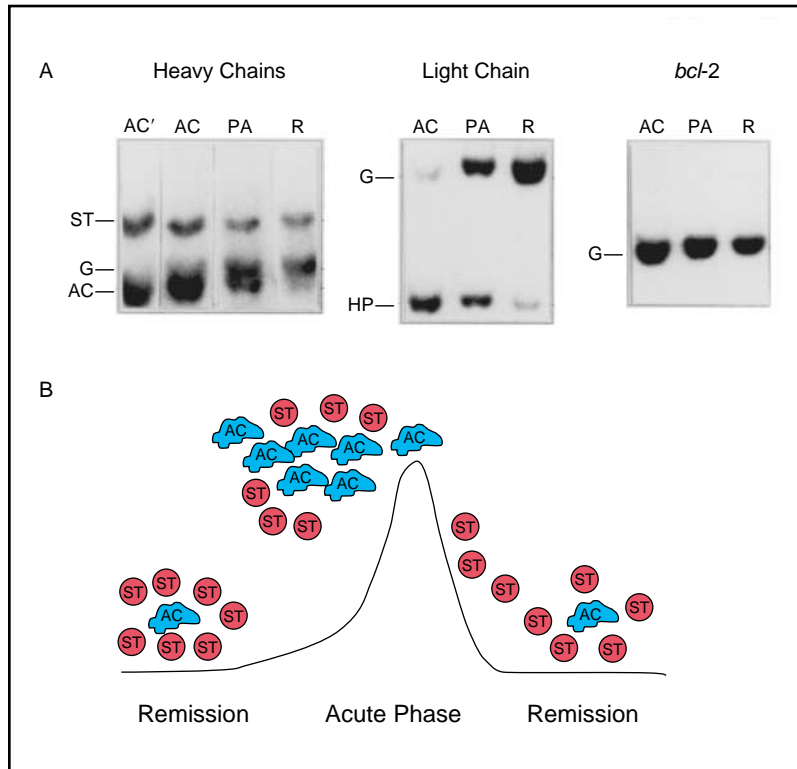 A
Heavy Chains
Light Chain
bcl-2
AC′ AC PA R
AC PA R
AC PA R
ST
G
AC
G
HP
G
B
ST
ST
ST
AC
AC
AC
AC
AC
AC
AC
AC
ST
ST
ST
ST
ST
ST
ST
ST
ST
ST
ST
AC
ST
ST
ST
ST
ST
ST
ST
AC
ST
ST
ST
Remission
Acute Phase
Remission